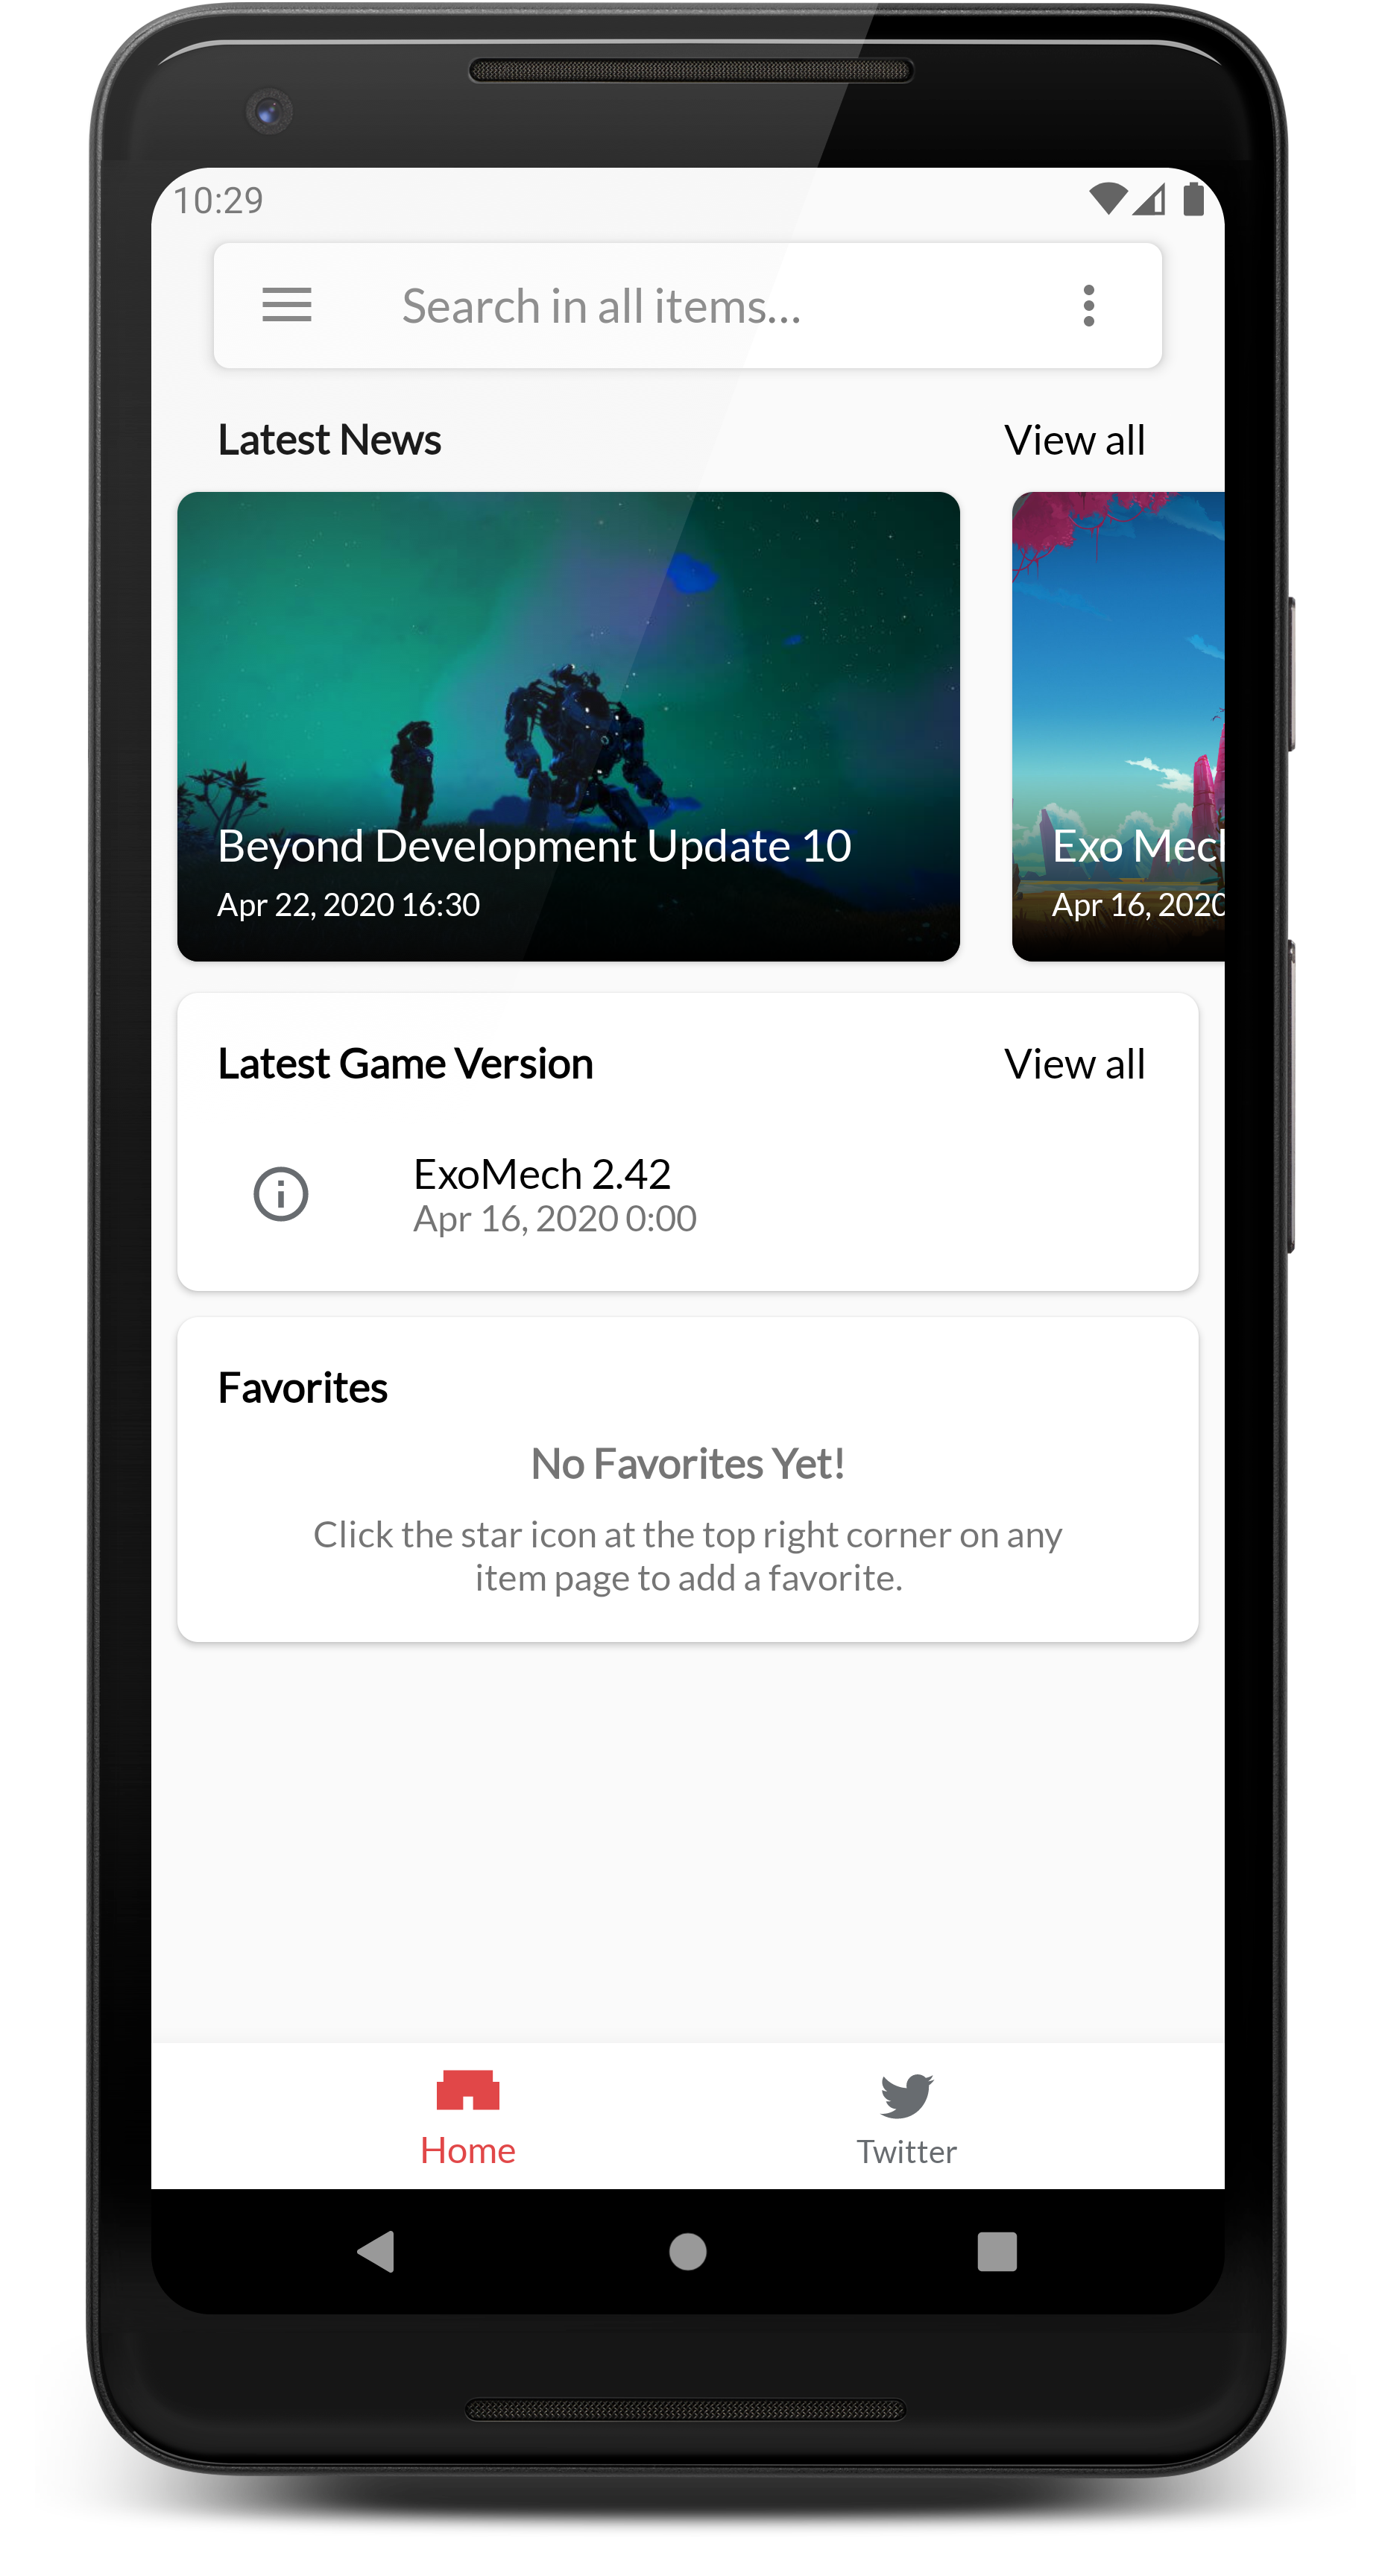 10:29
Search in all items...
Latest News View all
Beyond Development Update 10
Apr 22, 2020 16:30
Exo Mech
Apr 16, 2020
Latest Game Version View all
ExoMech 2.42
Apr 16, 2020 0:00
Favorites
No Favorites Yet!
Click the star icon at the top right corner on any
item page to add a favorite.
Home Twitter